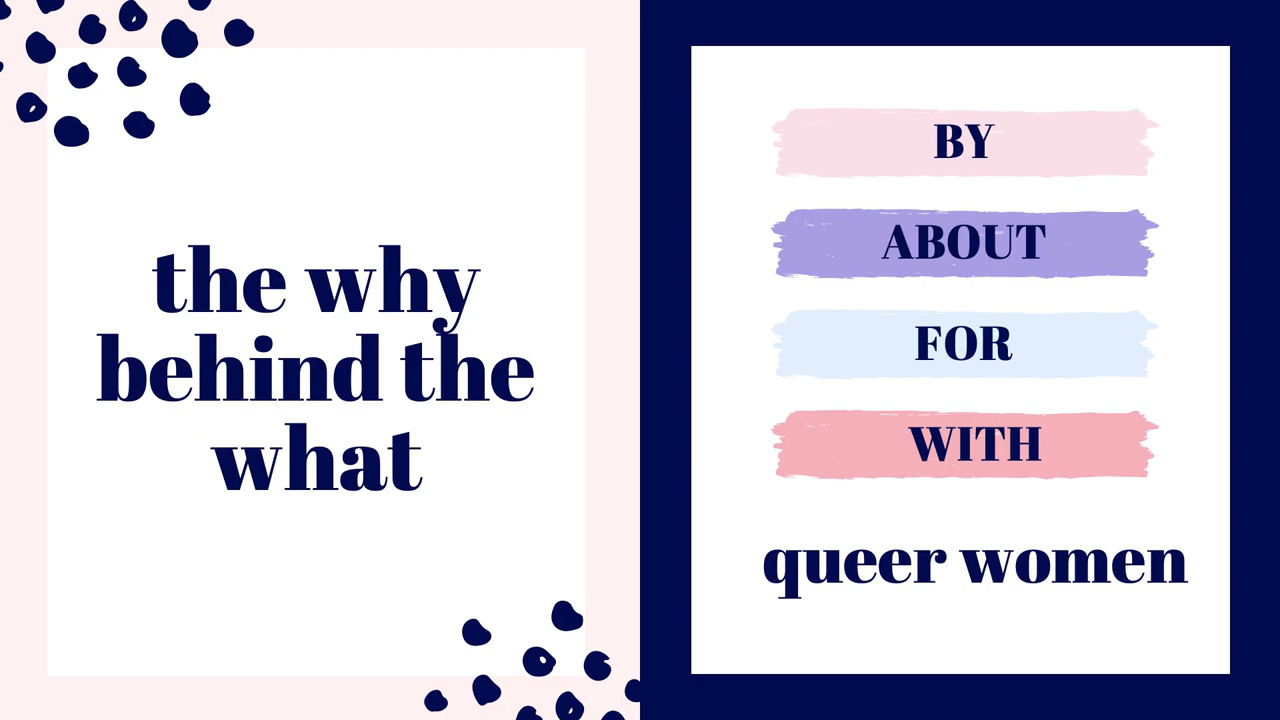 the why
behind the
what
BY
ABOUT
FOR
WITH
queer women